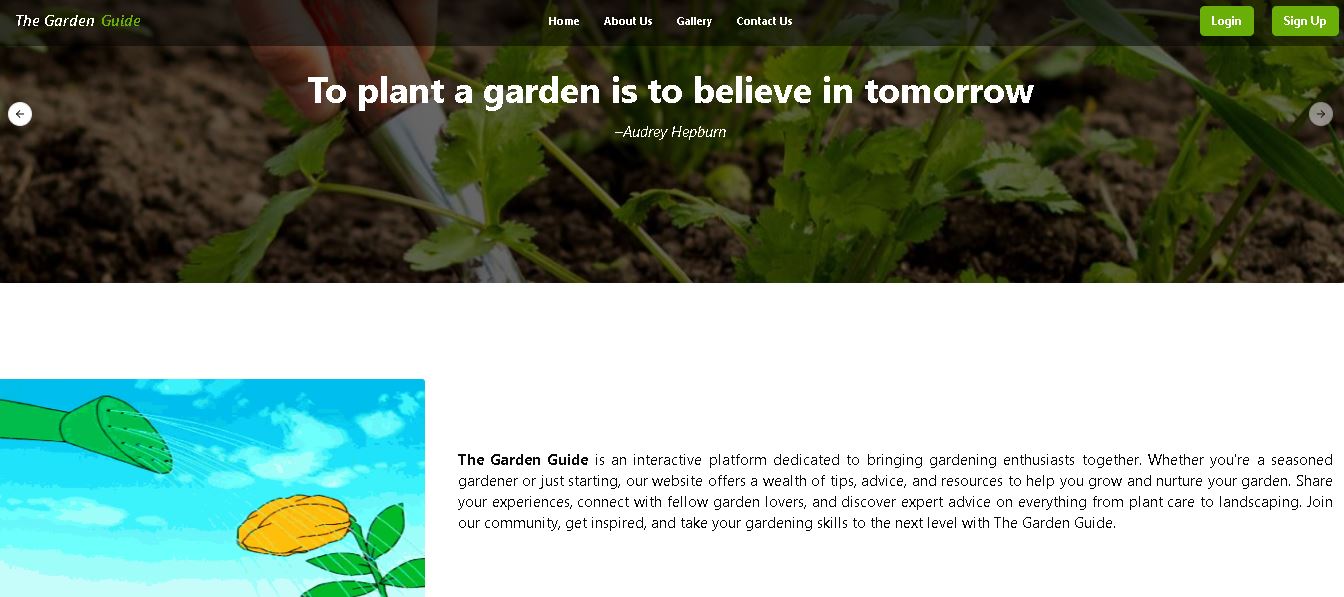 The Garden Guide
Home About Us Gallery Contact Us
Login
Sign Up
To plant a garden is to believe in tomorrow
–Audrey Hepburn
The Garden Guide is an interactive platform dedicated to bringing gardening enthusiasts together. Whether you're a seasoned
gardener or just starting, our website offers a wealth of tips, advice, and resources to help you grow and nurture your garden. Share
your experiences, connect with fellow garden lovers, and discover expert advice on everything from plant care to landscaping. Join
our community, get inspired, and take your gardening skills to the next level with The Garden Guide.